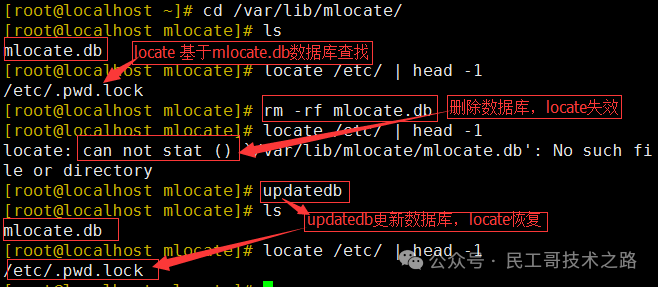 [root@localhost ~]# cd /var/lib/mlocate/
[root@localhost mlocate]# ls
mlocate.db
locate 基于mlocate.db数据库查找
[root@localhost mlocate]# locate /etc/ | head -1
/etc/.pwd.lock
[root@localhost mlocate]# rm -rf mlocate.db
删除数据库，locate失效
[root@localhost mlocate]# locate /etc/ | head -1
locate: can not stat () `/var/lib/mlocate/mlocate.db': No such fi
le or directory
[root@localhost mlocate]# updatedb
[root@localhost mlocate]# ls
updatedb更新数据库，locate恢复
mlocate.db
[root@localhost mlocate]# locate /etc/ | head -1
/etc/.pwd.lock
公众号 · 民工哥技术之路
[root@localhost mlocate]#